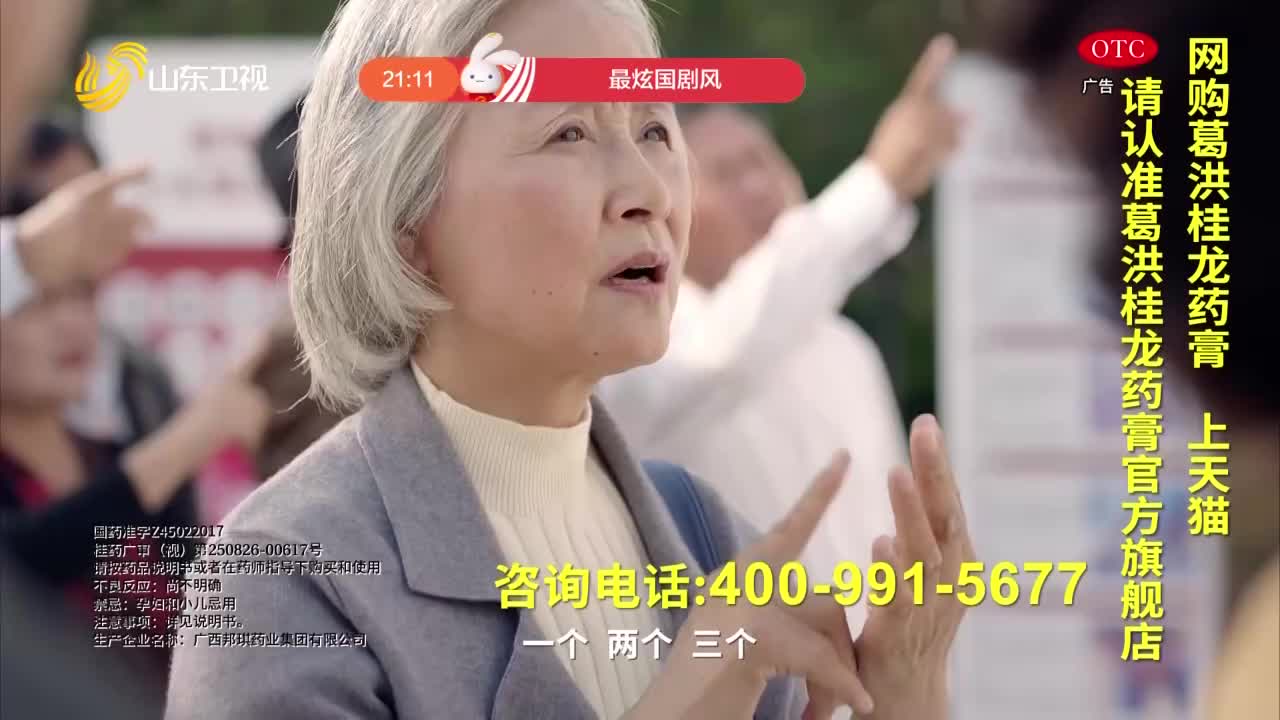 山东卫视
21:11
最炫国剧风
OTC
广告
网购葛洪桂龙药膏 上天猫
请认准葛洪桂龙药膏官方旗舰店
国药准字Z45022017
桂药广审（视）第250826-00617号
请按药品说明书或者在药师指导下购买和使用
不良反应：尚不明确
禁忌：孕妇和小儿忌用
注意事项：详见说明书。
生产企业名称：广西邦琪药业集团有限公司
咨询电话:400-991-5677
一个 两个 三个